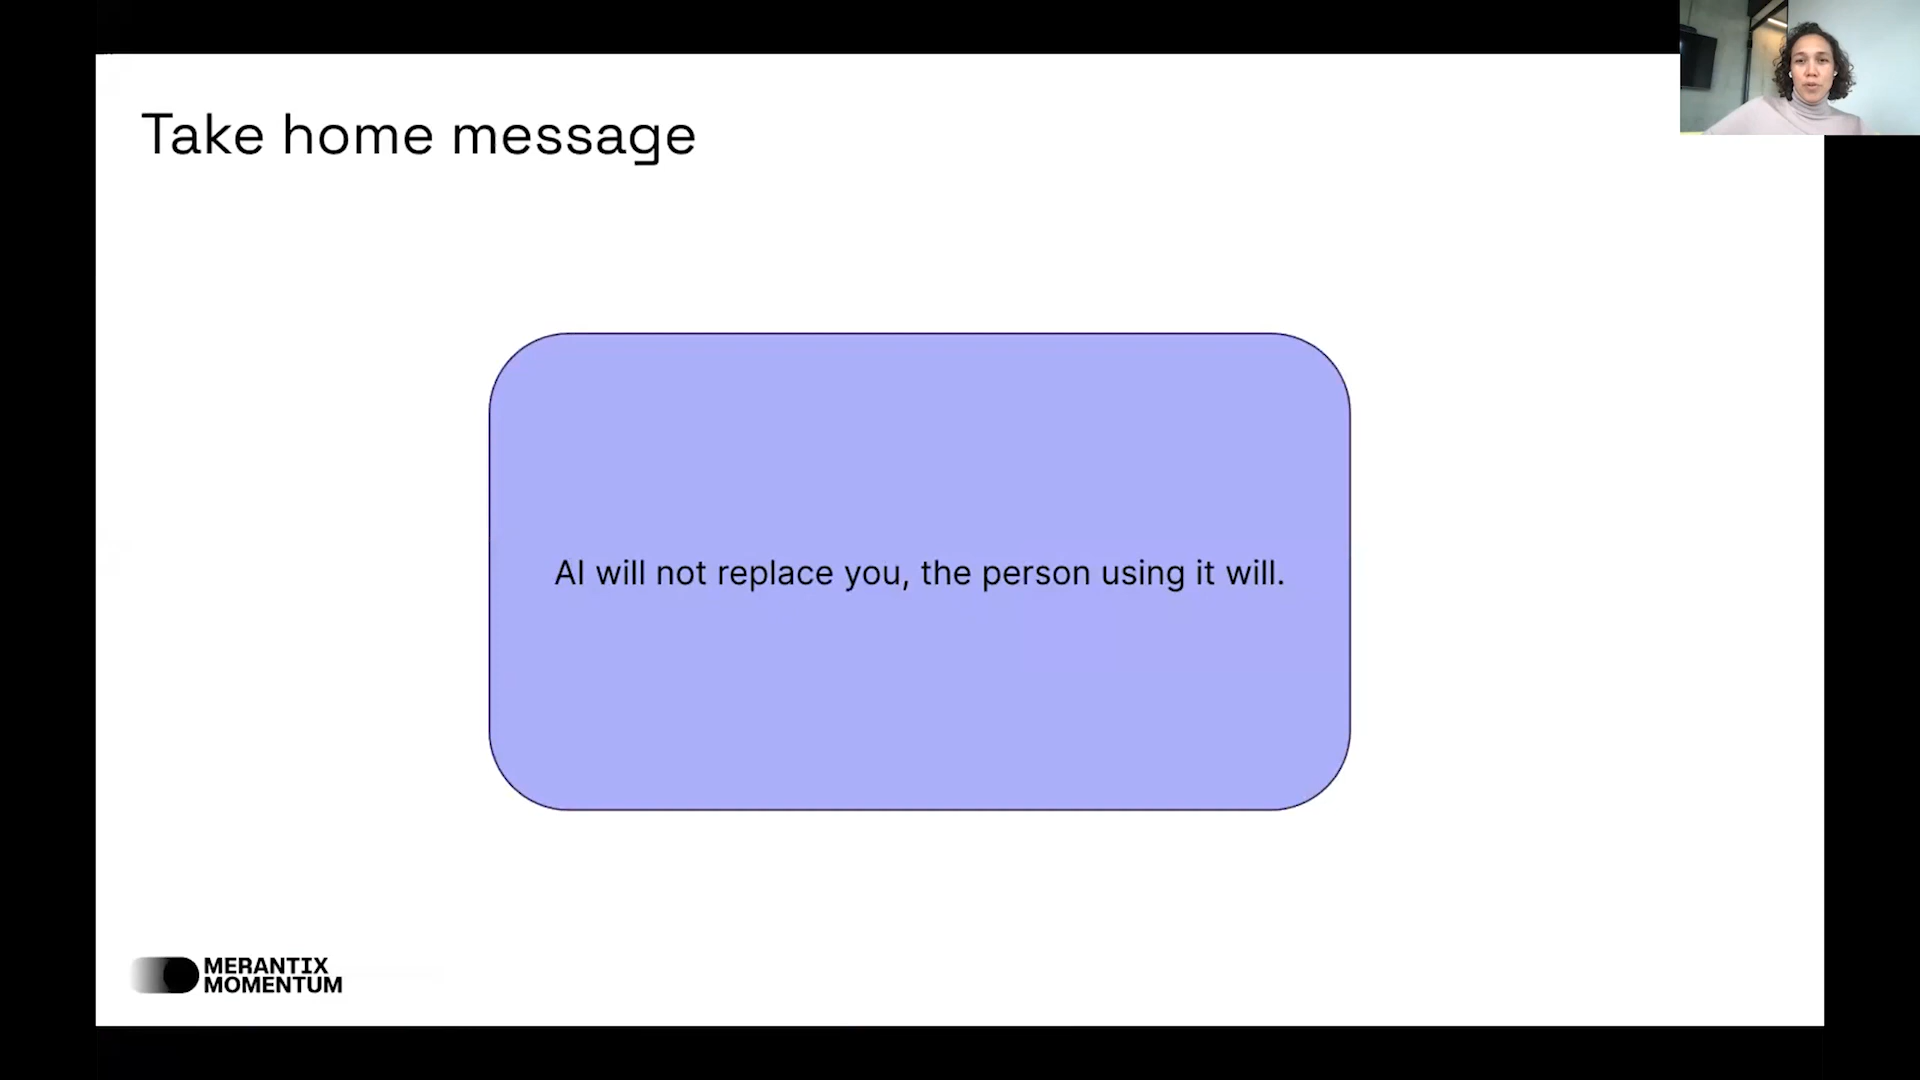 Take home message
AI will not replace you, the person using it will.
MERANTIX
MOMENTUM